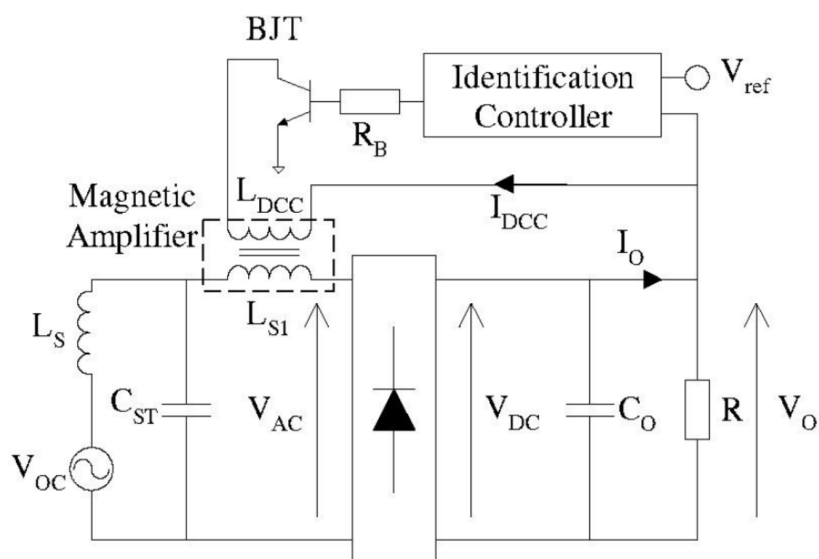 BJT
Identification
Controller
V_ref
R_B
Magnetic
Amplifier
L_DCC
I_DCC
I_O
L_S1
L_S
C_ST
V_AC
V_DC
C_O
R
V_O
V_OC